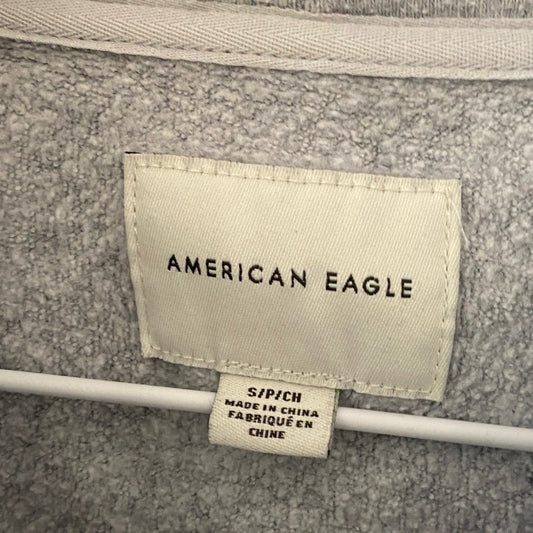 AMERICAN EAGLE
S/P/CH
MADE IN CHINA
FABRIQUÉ EN
CHINE